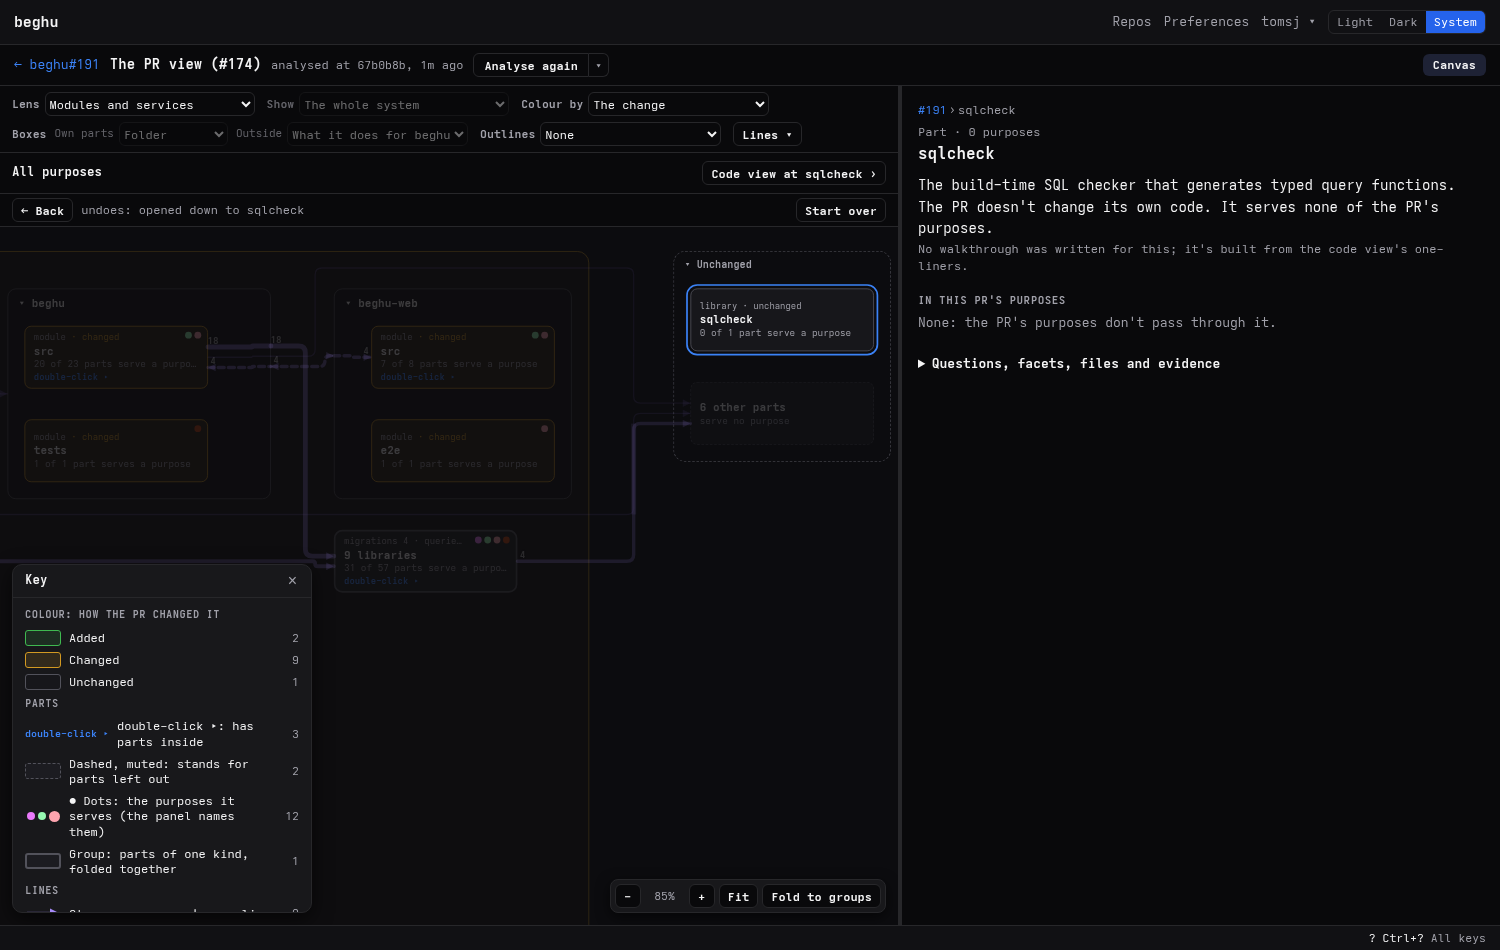 beghu
Repos Preferences tomsj ▾ Light Dark System
← beghu#191 The PR view (#174) analysed at 67b0b8b, 1m ago Analyse again ▾ Canvas
Lens Modules and services Show The whole system Colour by The change
Boxes Own parts Folder Outside What it does for beghu Outlines None Lines ▾
All purposes
Code view at sqlcheck ›
← Back undoes: opened down to sqlcheck Start over
▾ beghu
module · changed
src
26 of 23 parts serve a purpo…
double-click ▸
module · changed
tests
1 of 1 part serves a purpose
18
18
4
4
4
▾ beghu-web
module · changed
src
7 of 8 parts serve a purpose
double-click ▸
module · changed
e2e
1 of 1 part serves a purpose
migrations 4 · querie…
9 libraries
31 of 57 parts serve a purpo…
double-click ▸
4
▾ Unchanged
library · unchanged
sqlcheck
0 of 1 part serve a purpose
6 other parts
serve no purpose
Key ×
COLOUR: HOW THE PR CHANGED IT
Added 2
Changed 9
Unchanged 1
PARTS
double-click ▸ double-click ▸: has
parts inside 3
Dashed, muted: stands for
parts left out 2
● Dots: the purposes it
serves (the panel names
them) 12
Group: parts of one kind,
folded together 1
LINES
− 85% + Fit Fold to groups
#191 › sqlcheck
Part · 0 purposes
sqlcheck
The build-time SQL checker that generates typed query functions.
The PR doesn't change its own code. It serves none of the PR's
purposes.
No walkthrough was written for this; it's built from the code view's one-
liners.
IN THIS PR'S PURPOSES
None: the PR's purposes don't pass through it.
▶ Questions, facets, files and evidence
? Ctrl+? All keys